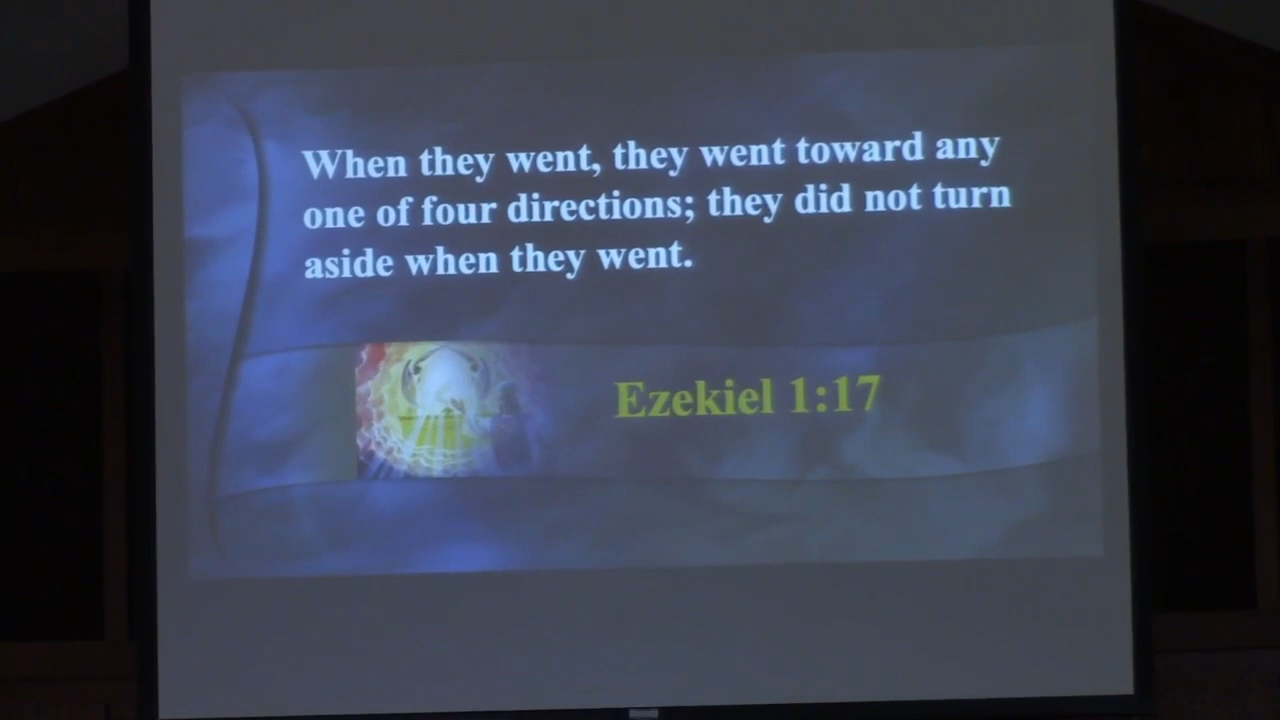 When they went, they went toward any
one of four directions; they did not turn
aside when they went.
Ezekiel 1:17